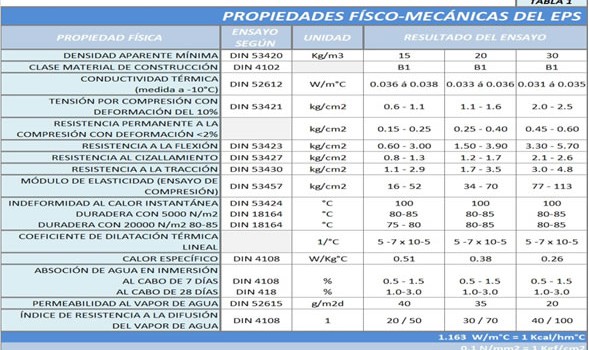 TABLA 1
PROPIEDADES FÍSCO-MECÁNICAS DEL EPS
PROPIEDAD FÍSICA ENSAYO SEGÚN UNIDAD RESULTADO DEL ENSAYO
DENSIDAD APARENTE MÍNIMA DIN 53420 Kg/m3 15 20 30
CLASE MATERIAL DE CONSTRUCCIÓN DIN 4102 B1 B1 B1
CONDUCTIVIDAD TÉRMICA
(medida a -10°C) DIN 52612 W/m°C 0.036 á 0.038 0.033 á 0.036 0.031 á 0.035
TENSIÓN POR COMPRESIÓN CON
DEFORMACIÓN DEL 10% DIN 53421 kg/cm2 0.6 - 1.1 1.1 - 1.6 2.0 - 2.5
RESISTENCIA PERMANENTE A LA
COMPRESIÓN CON DEFORMACIÓN <2% kg/cm2 0.15 - 0.25 0.25 - 0.40 0.45 - 0.60
RESISTENCIA A LA FLEXIÓN DIN 53423 kg/cm2 0.60 - 3.00 1.50 - 3.90 3.30 - 5.70
RESISTENCIA AL CIZALLAMIENTO DIN 53427 kg/cm2 0.8 - 1.3 1.2 - 1.7 2.1 - 2.6
RESISTENCIA A LA TRACCIÓN DIN 53430 kg/cm2 1.1 - 2.9 1.7 - 3.5 3.0 - 4.8
MÓDULO DE ELASTICIDAD (ENSAYO DE
COMPRESIÓN) DIN 53457 kg/cm2 16 - 52 34 - 70 77 - 113
INDEFORMIDAD AL CALOR INSTANTÁNEA DIN 53424 °C 100 100 100
DURADERA CON 5000 N/m2 DIN 18164 °C 80-85 80-85 80-85
DURADERA CON 20000 N/m2 80-85 DIN 18164 °C 75 - 80 80-85 80-85
COEFICIENTE DE DILATACIÓN TÉRMICA
LINEAL 1/°C 5 -7 x 10-5 5 -7 x 10-5 5 -7 x 10-5
CALOR ESPECÍFICO DIN 4108 W/Kg°C 0.51 0.38 0.26
ABSOCIÓN DE AGUA EN INMERSIÓN
AL CABO DE 7 DÍAS DIN 4108 % 0.5 - 1.5 0.5 - 1.5 0.5 - 1.5
AL CABO DE 28 DÍAS DIN 418 % 1.0-3.0 1.0-3.0 1.0-3.0
PERMEABILIDAD AL VAPOR DE AGUA DIN 52615 g/m2d 40 35 20
ÍNDICE DE RESISTENCIA A LA DIFUSIÓN
DEL VAPOR DE AGUA DIN 4108 1 20 / 50 30 / 70 40 / 100
1.163 W/m°C = 1 Kcal/hm°C
0.1 N/mm2 = 1 Kgf/cm2